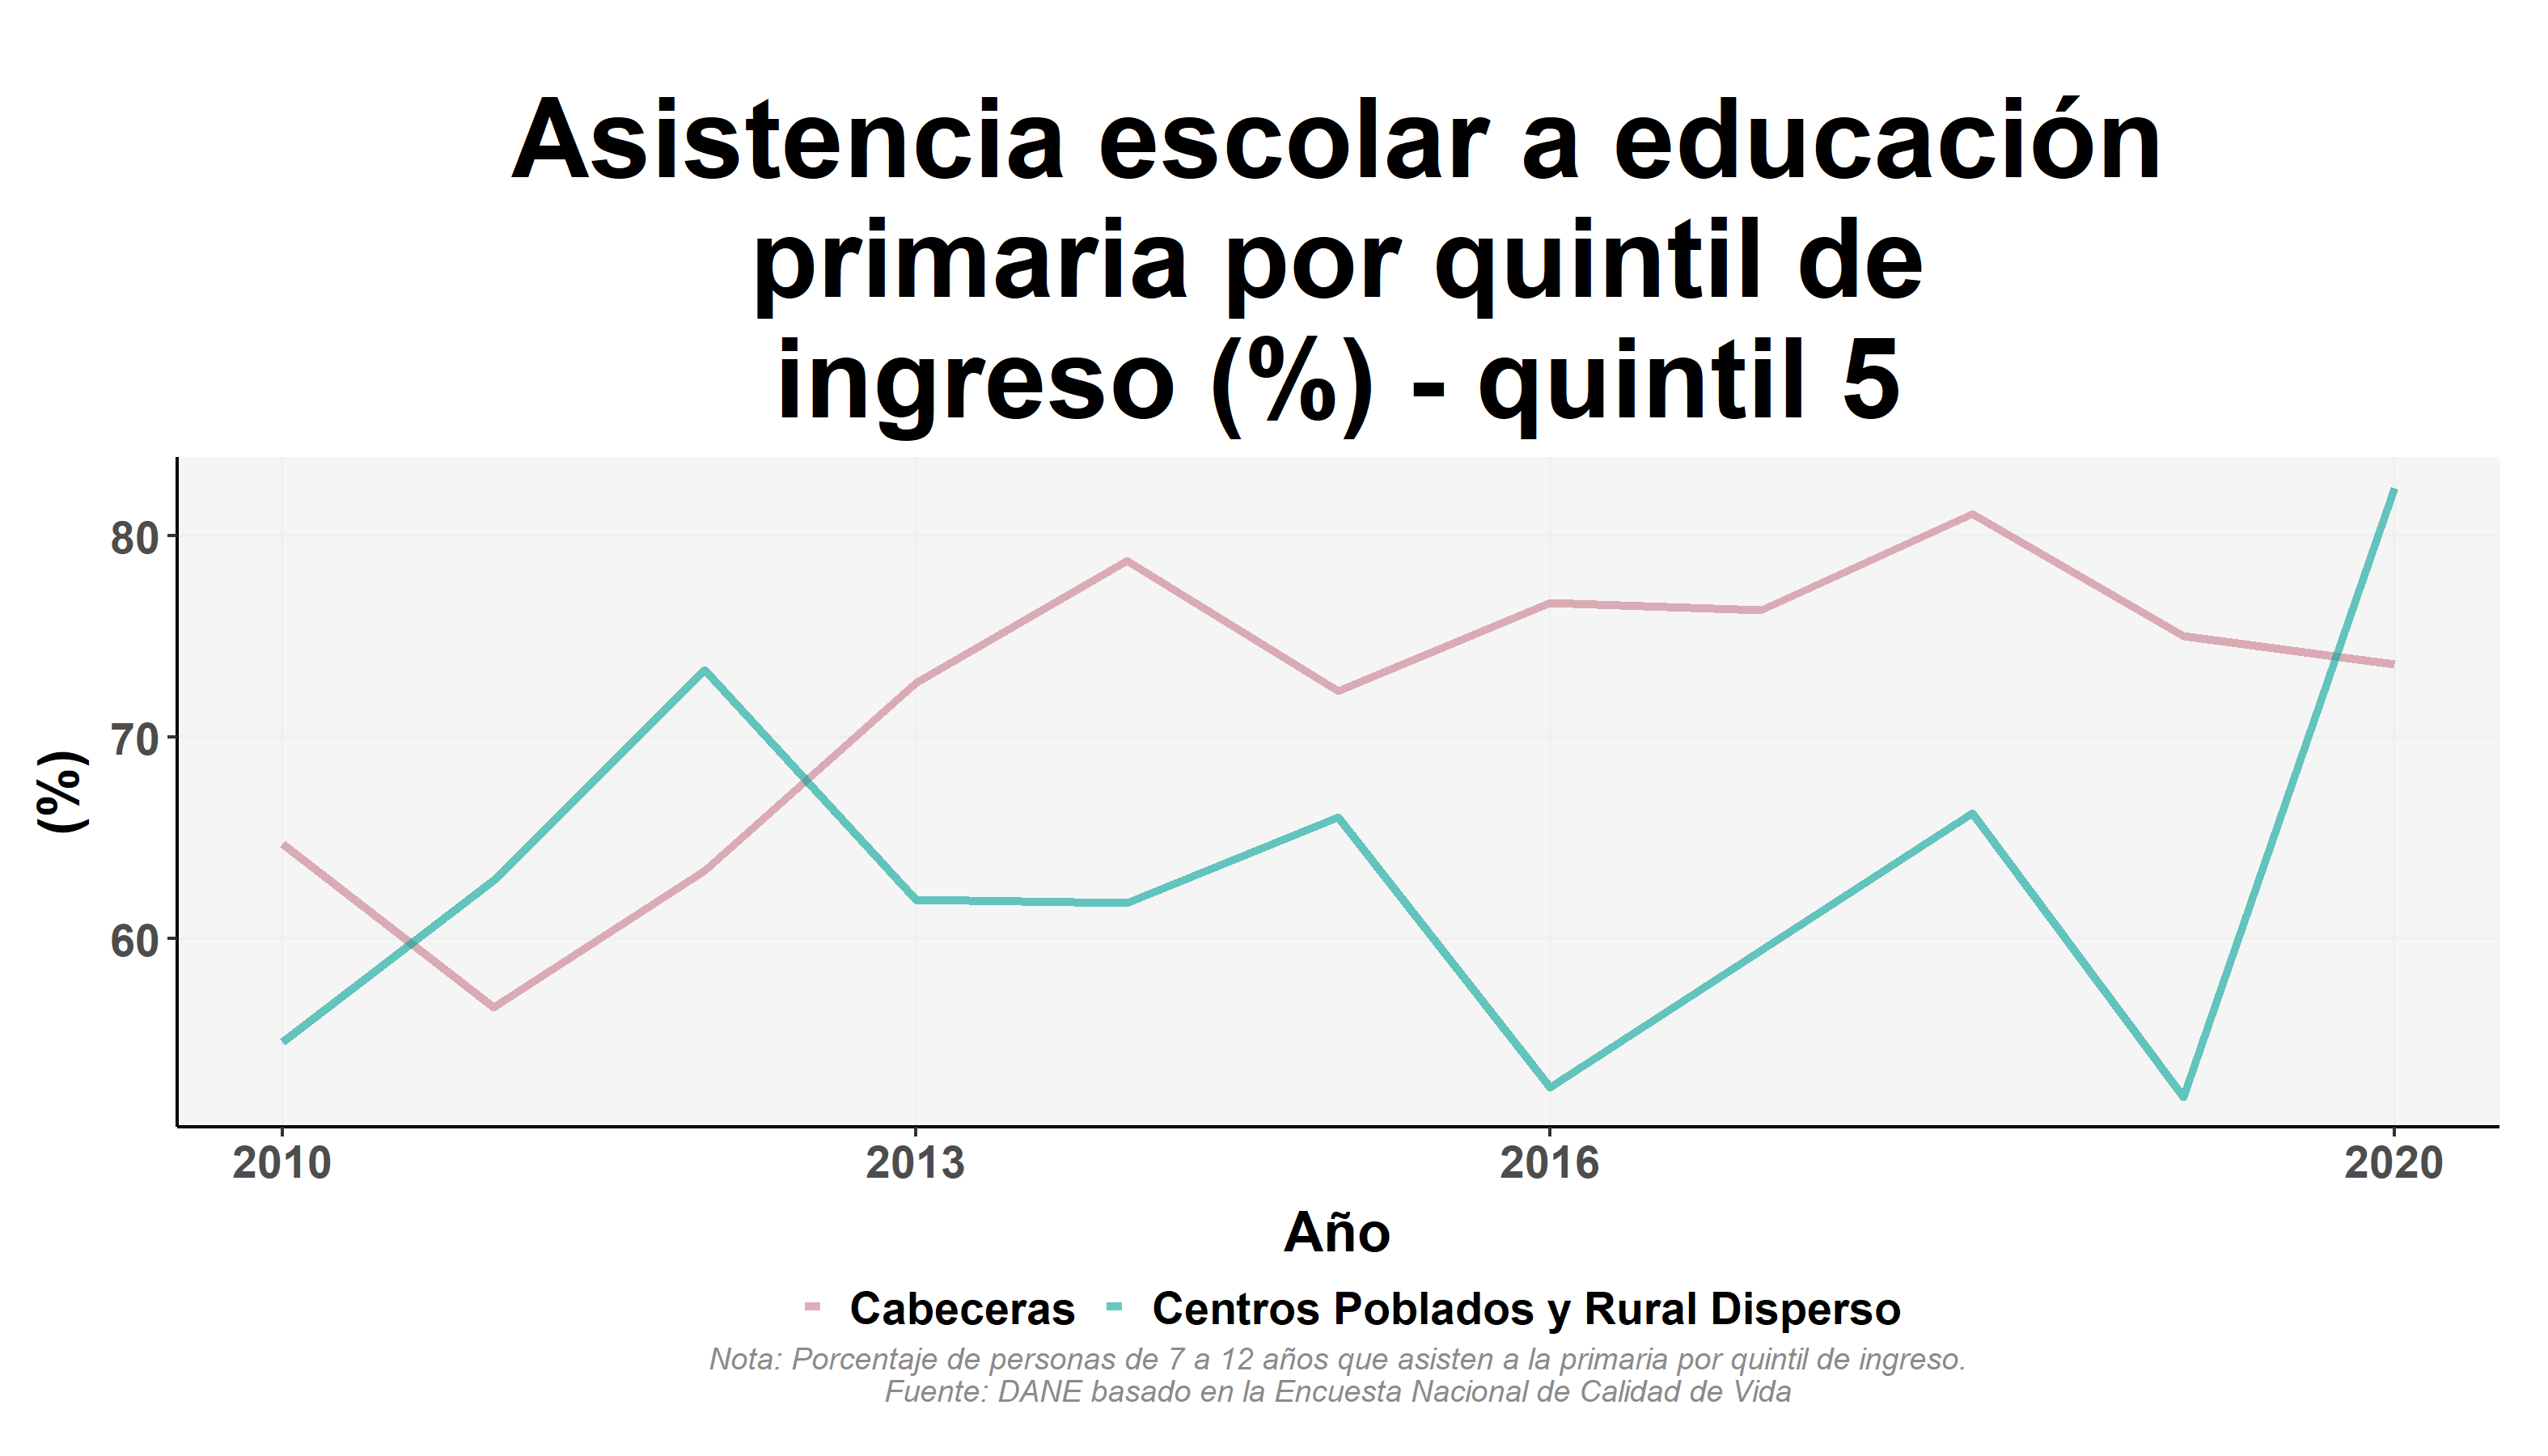 Asistencia escolar a educación
primaria por quintil de
ingreso (%) - quintil 5
80
70
60
(%)
2010 2013 2016 2020
Año
Cabeceras Centros Poblados y Rural Disperso
Nota: Porcentaje de personas de 7 a 12 años que asisten a la primaria por quintil de ingreso.
Fuente: DANE basado en la Encuesta Nacional de Calidad de Vida